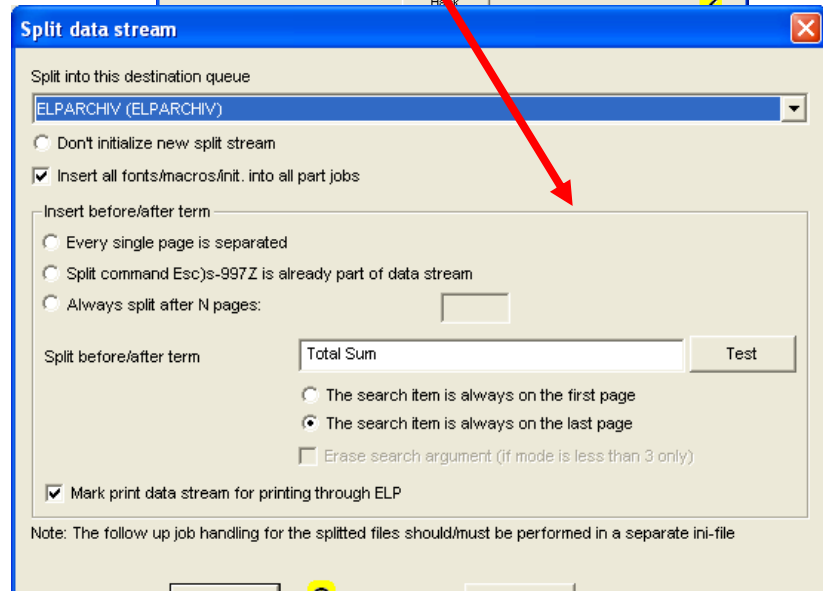 Split data stream
Split into this destination queue
ELPARCHIV (ELPARCHIV)
Don't initialize new split stream
Insert all fonts/macros/init. into all part jobs
Insert before/after term
Every single page is separated
Split command Esc)s-997Z is already part of data stream
Always split after N pages:
Split before/after term
Total Sum
Test
The search item is always on the first page
The search item is always on the last page
Erase search argument (if mode is less than 3 only)
Mark print data stream for printing through ELP
Note: The follow up job handling for the splitted files should/must be performed in a separate ini-file